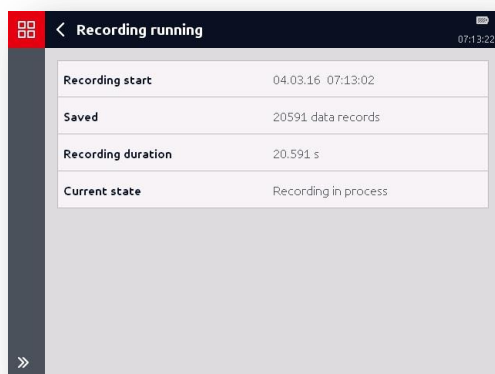 Recording running
07:13:22
Recording start 04.03.16 07:13:02
Saved 20591 data records
Recording duration 20.591 s
Current state Recording in process